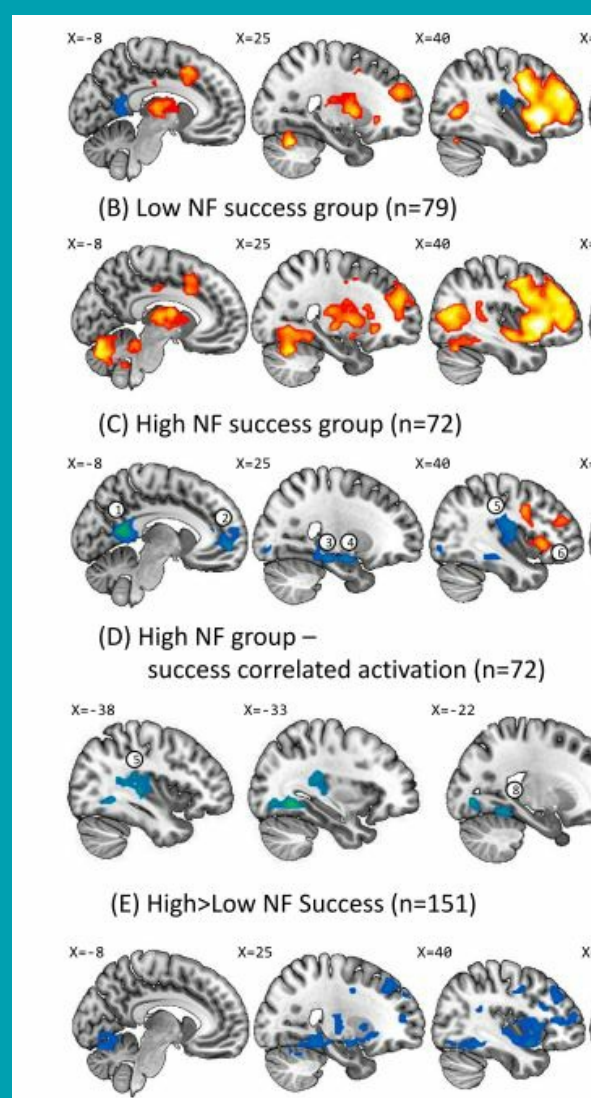 X=-8 X=25 X=40 X=
(B) Low NF success group (n=79)
X=-8 X=25 X=40 X=
(C) High NF success group (n=72)
X=-8 X=25 X=40 X=
1 2 3 4 5 6
(D) High NF group –
success correlated activation (n=72)
X=-38 X=-33 X=-22
5 8
(E) High>Low NF Success (n=151)
X=-8 X=25 X=40 X=